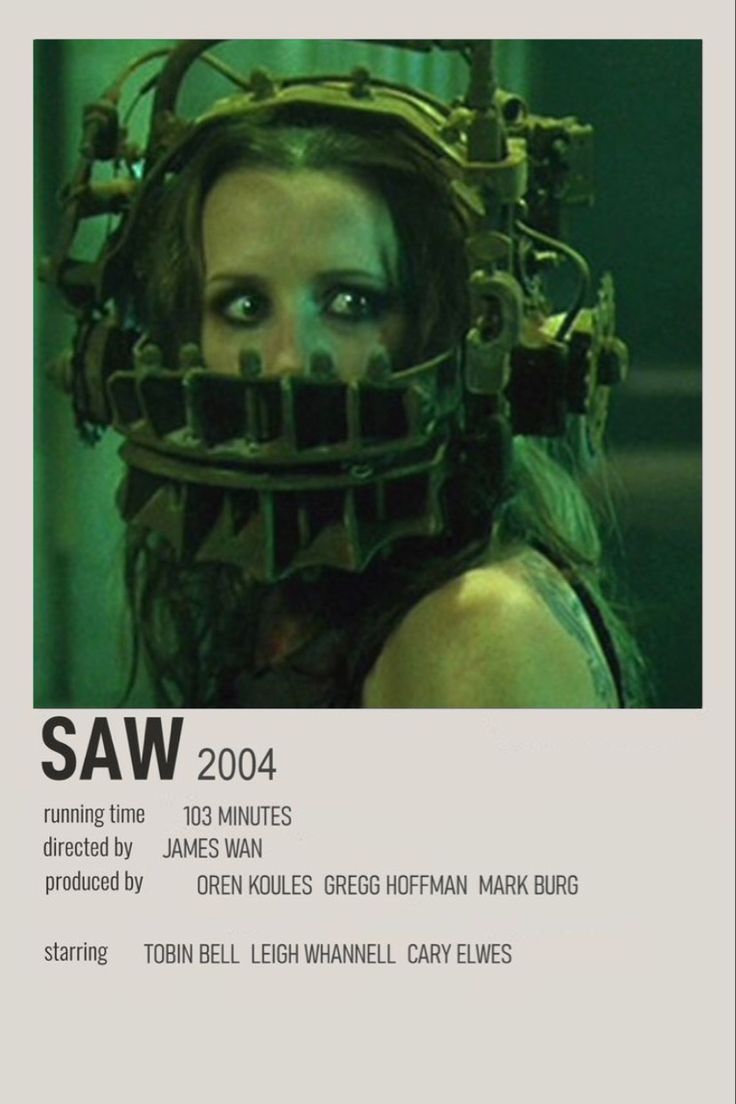 SAW 2004
running time 103 MINUTES
directed by JAMES WAN
produced by OREN KOULES GREGG HOFFMAN MARK BURG
starring TOBIN BELL LEIGH WHANNELL CARY ELWES